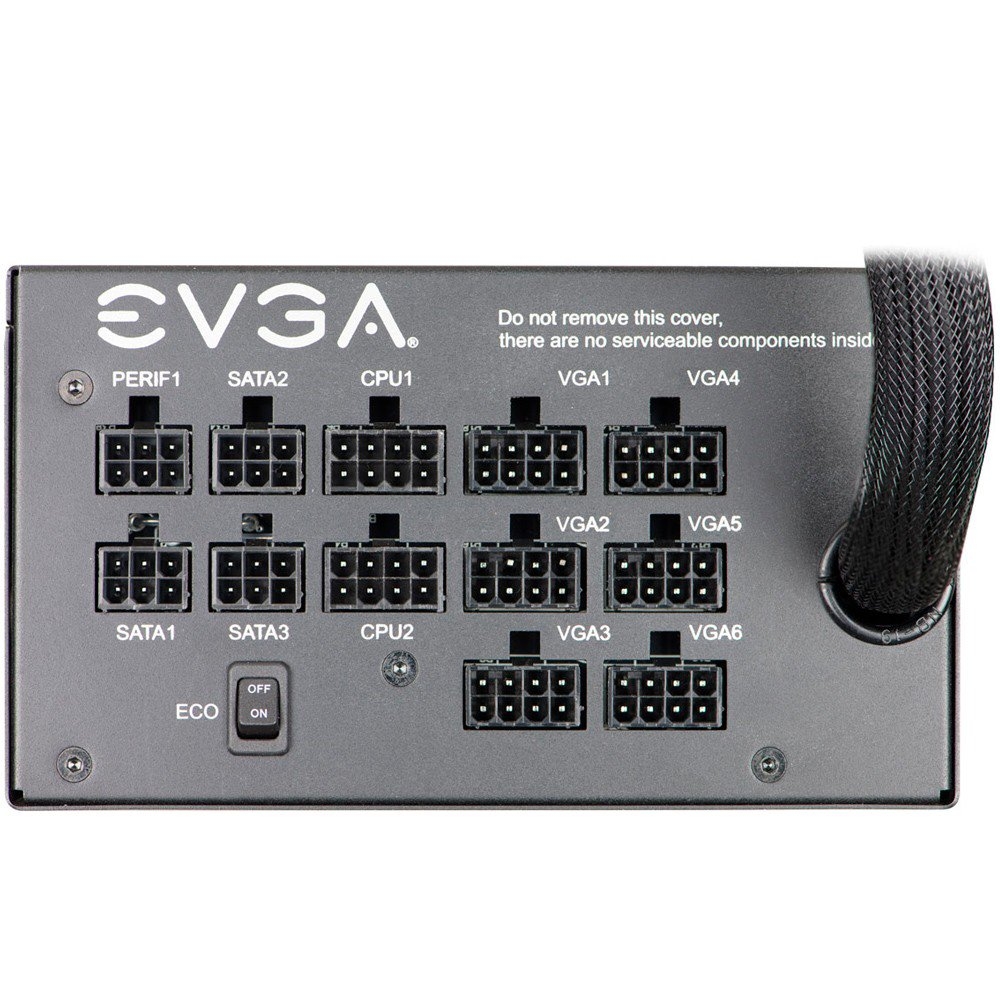 EVGA®
Do not remove this cover,
there are no serviceable components insid
PERIF1 SATA2 CPU1 VGA1 VGA4
VGA2 VGA5
SATA1 SATA3 CPU2 VGA3 VGA6
ECO
OFF
ON